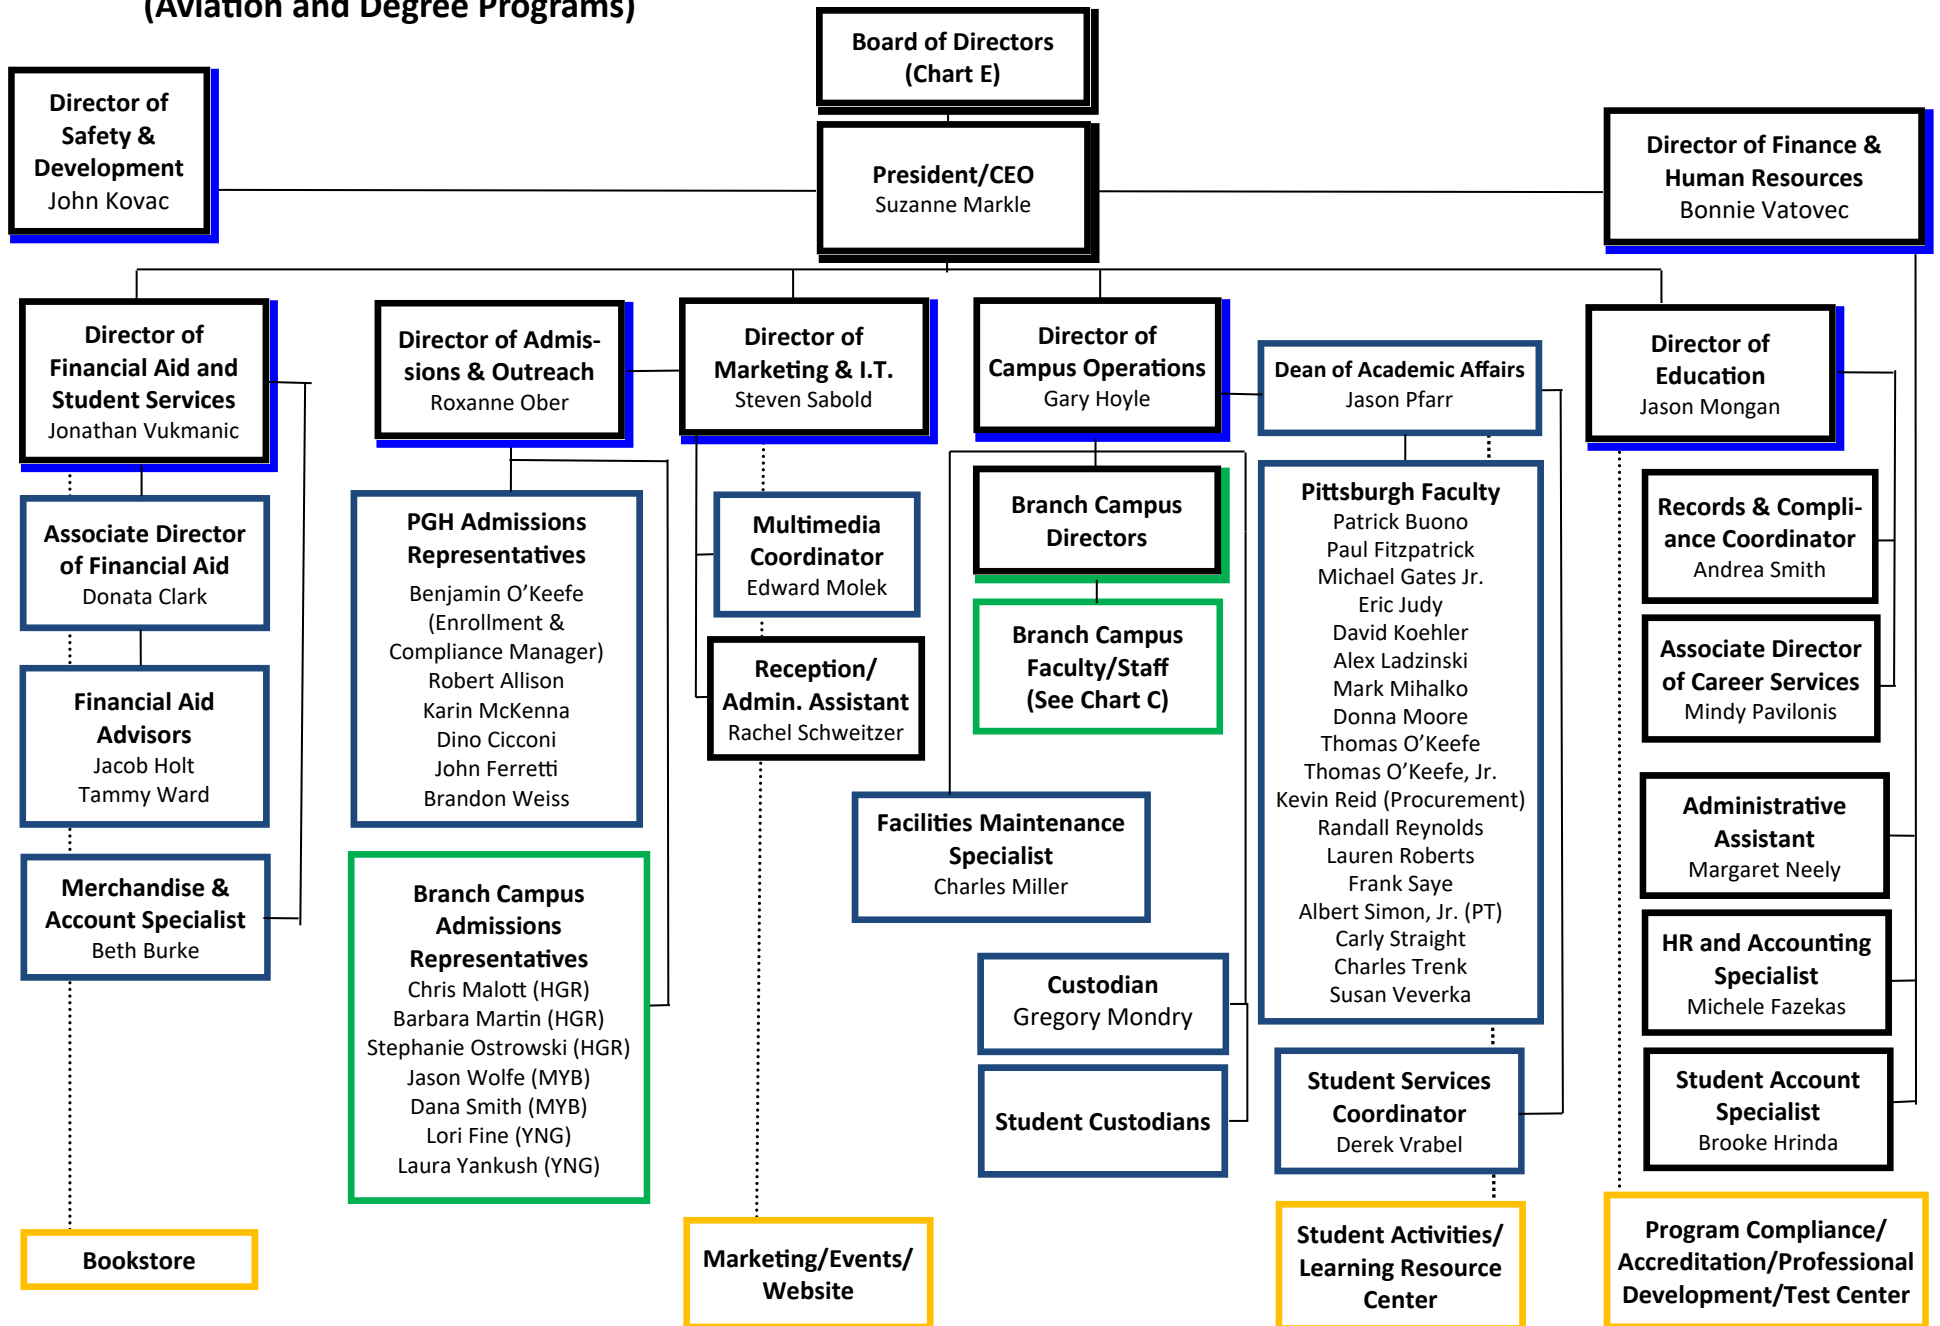 (Aviation and Degree Programs)
Board of Directors
(Chart E)
Director of
Safety &
Development
John Kovac
President/CEO
Suzanne Markle
Director of Finance &
Human Resources
Bonnie Vatovec
Director of
Financial Aid and
Student Services
Jonathan Vukmanic
Director of Admis-
sions & Outreach
Roxanne Ober
Director of
Marketing & I.T.
Steven Sabold
Director of
Campus Operations
Gary Hoyle
Dean of Academic Affairs
Jason Pfarr
Director of
Education
Jason Mongan
Associate Director
of Financial Aid
Donata Clark
Financial Aid
Advisors
Jacob Holt
Tammy Ward
Merchandise &
Account Specialist
Beth Burke
Bookstore
PGH Admissions
Representatives
Benjamin O’Keefe
(Enrollment &
Compliance Manager)
Robert Allison
Karin McKenna
Dino Cicconi
John Ferretti
Brandon Weiss
Branch Campus
Admissions
Representatives
Chris Malott (HGR)
Barbara Martin (HGR)
Stephanie Ostrowski (HGR)
Jason Wolfe (MYB)
Dana Smith (MYB)
Lori Fine (YNG)
Laura Yankush (YNG)
Multimedia
Coordinator
Edward Molek
Reception/
Admin. Assistant
Rachel Schweitzer
Marketing/Events/
Website
Branch Campus
Directors
Branch Campus
Faculty/Staff
(See Chart C)
Facilities Maintenance
Specialist
Charles Miller
Custodian
Gregory Mondry
Student Custodians
Pittsburgh Faculty
Patrick Buono
Paul Fitzpatrick
Michael Gates Jr.
Eric Judy
David Koehler
Alex Ladzinski
Mark Mihalko
Donna Moore
Thomas O’Keefe
Thomas O’Keefe, Jr.
Kevin Reid (Procurement)
Randall Reynolds
Lauren Roberts
Frank Saye
Albert Simon, Jr. (PT)
Carly Straight
Charles Trenk
Susan Veverka
Student Services
Coordinator
Derek Vrabel
Student Activities/
Learning Resource
Center
Records & Compli-
ance Coordinator
Andrea Smith
Associate Director
of Career Services
Mindy Pavilonis
Administrative
Assistant
Margaret Neely
HR and Accounting
Specialist
Michele Fazekas
Student Account
Specialist
Brooke Hrinda
Program Compliance/
Accreditation/Professional
Development/Test Center